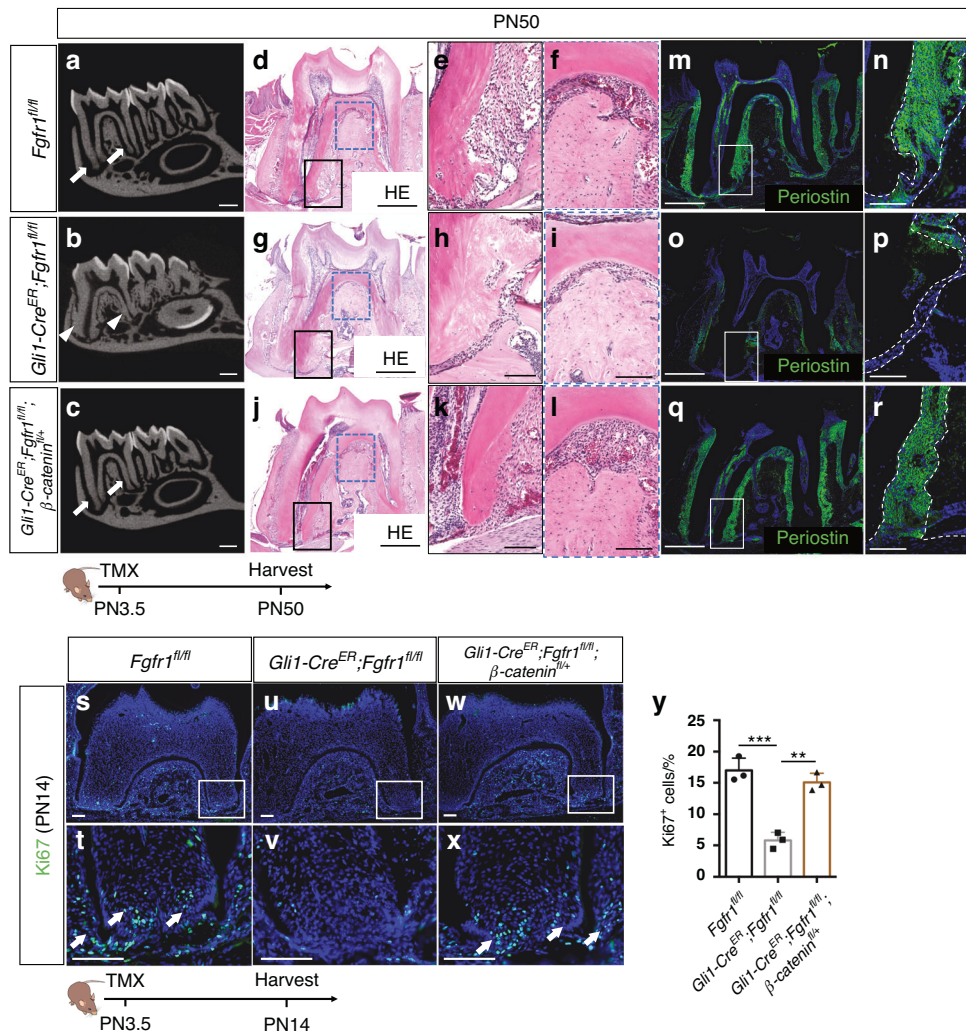 PN50
Fgfr1fl/fl
a
d
e
f
m
n
HE
Periostin
Gli1-CreER;Fgfr1fl/fl
b
g
h
i
o
p
HE
Periostin
Gli1-CreER;Fgfr1fl/fl;
β-cateninfl/+
c
j
k
l
q
r
HE
Periostin
TMX
Harvest
PN3.5
PN50
Fgfr1fl/fl
Gli1-CreER;Fgfr1fl/fl
Gli1-CreER;Fgfr1fl/fl;
β-cateninfl/+
Ki67 (PN14)
s
u
w
t
v
x
TMX
Harvest
PN3.5
PN14
y
Ki67+ cells/%
25
20
15
10
5
0
***
**
Fgfr1fl/fl
Gli1-CreER;Fgfr1fl/fl
Gli1-CreER;Fgfr1fl/fl;
β-cateninfl/+